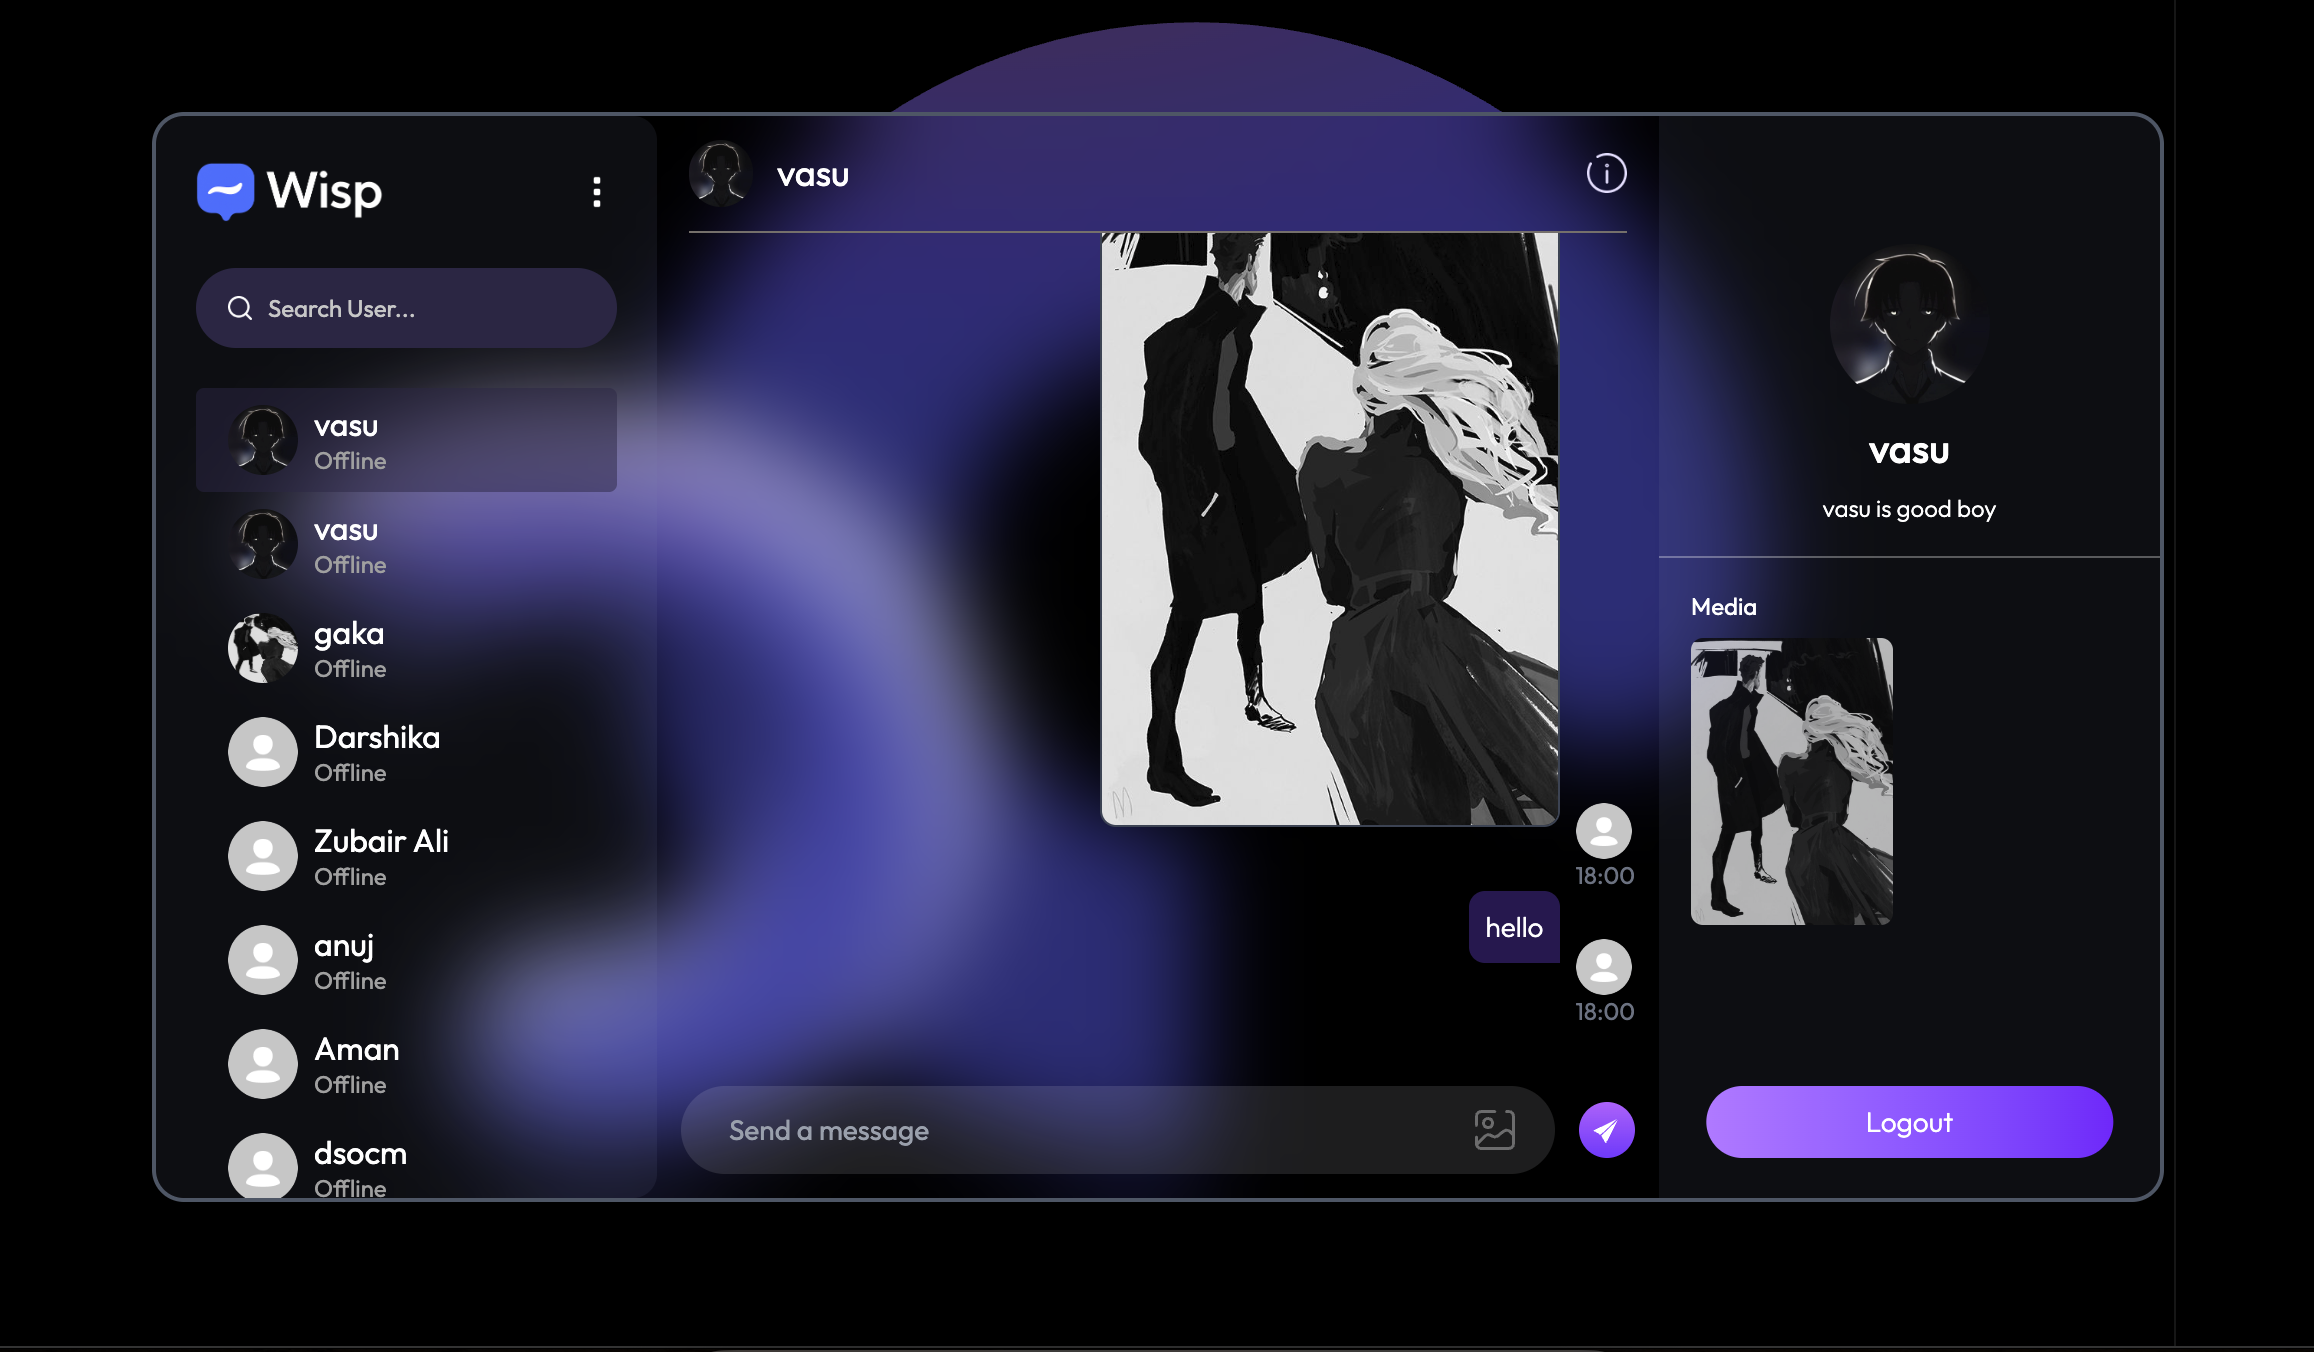 Wisp
Search User...
vasu
Offline
vasu
Offline
gaka
Offline
Darshika
Offline
Zubair Ali
Offline
anuj
Offline
Aman
Offline
dsocm
Offline
vasu
18:00
hello
18:00
Send a message
vasu
vasu is good boy
Media
Logout